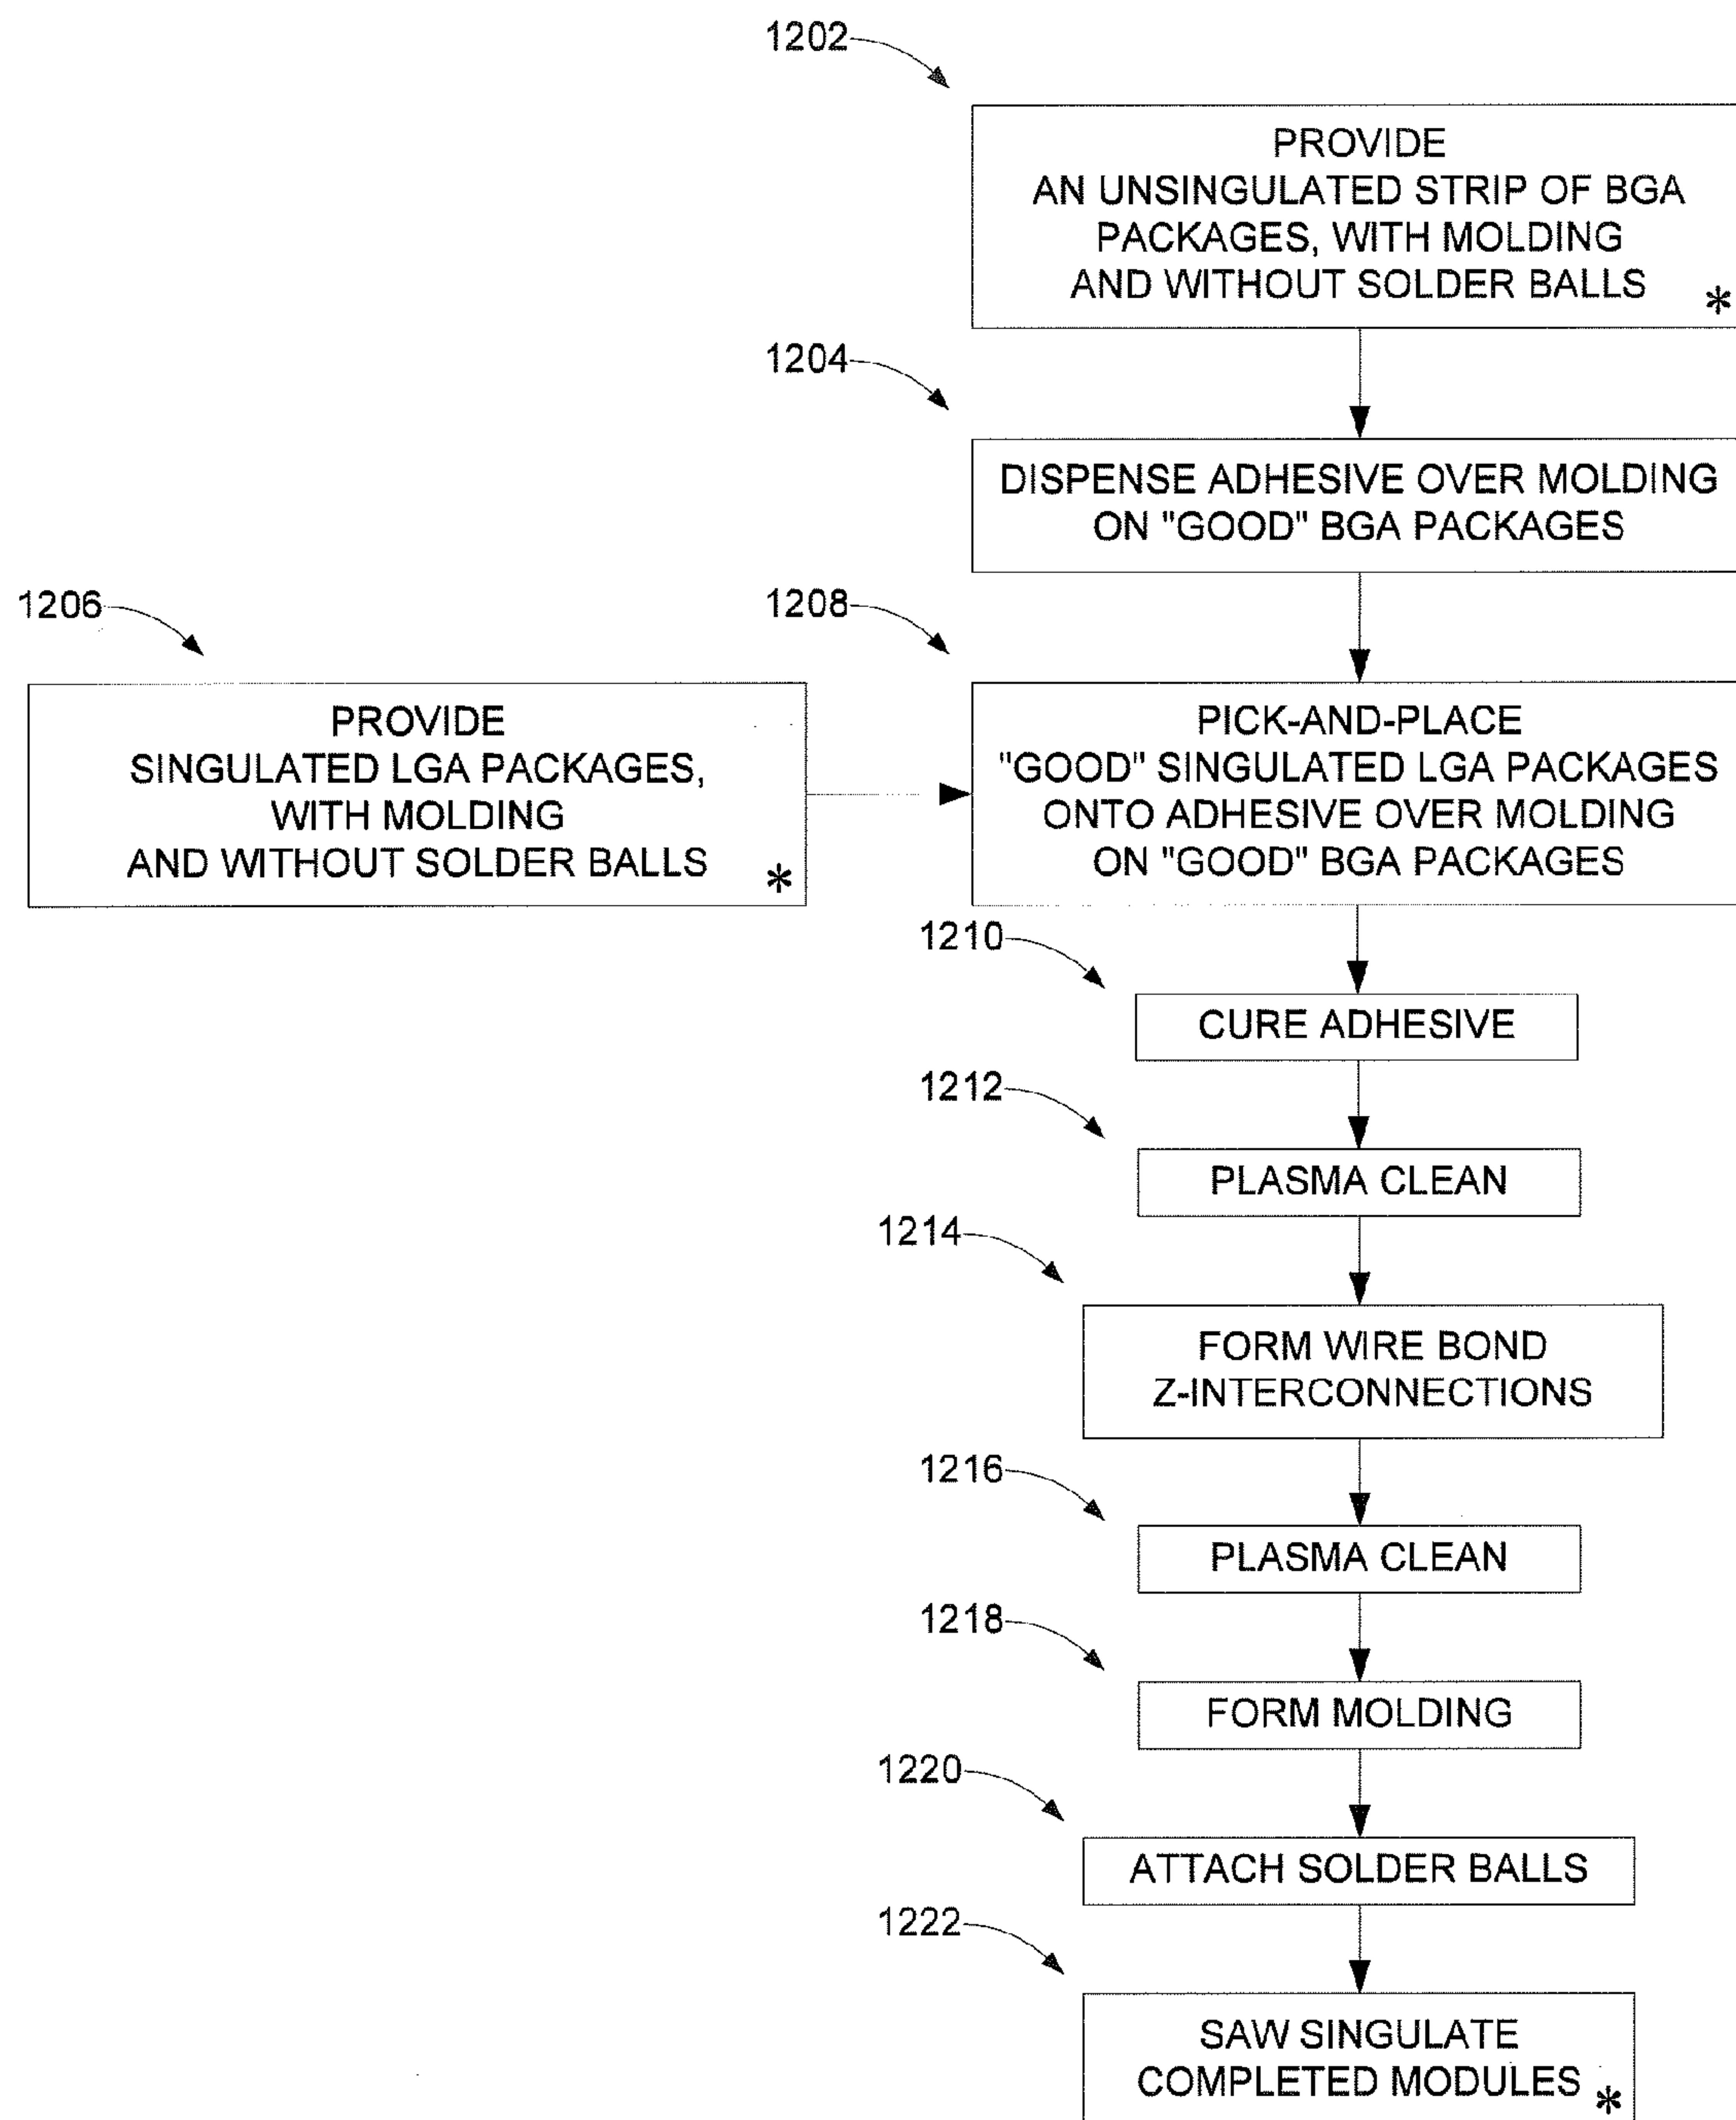 1202
PROVIDE
AN UNSINGULATED STRIP OF BGA
PACKAGES, WITH MOLDING
AND WITHOUT SOLDER BALLS
*
1204
DISPENSE ADHESIVE OVER MOLDING
ON "GOOD" BGA PACKAGES
1206
PROVIDE
SINGULATED LGA PACKAGES,
WITH MOLDING
AND WITHOUT SOLDER BALLS
*
1208
PICK-AND-PLACE
"GOOD" SINGULATED LGA PACKAGES
ONTO ADHESIVE OVER MOLDING
ON "GOOD" BGA PACKAGES
1210
CURE ADHESIVE
1212
PLASMA CLEAN
1214
FORM WIRE BOND
Z-INTERCONNECTIONS
1216
PLASMA CLEAN
1218
FORM MOLDING
1220
ATTACH SOLDER BALLS
1222
SAW SINGULATE
COMPLETED MODULES
*